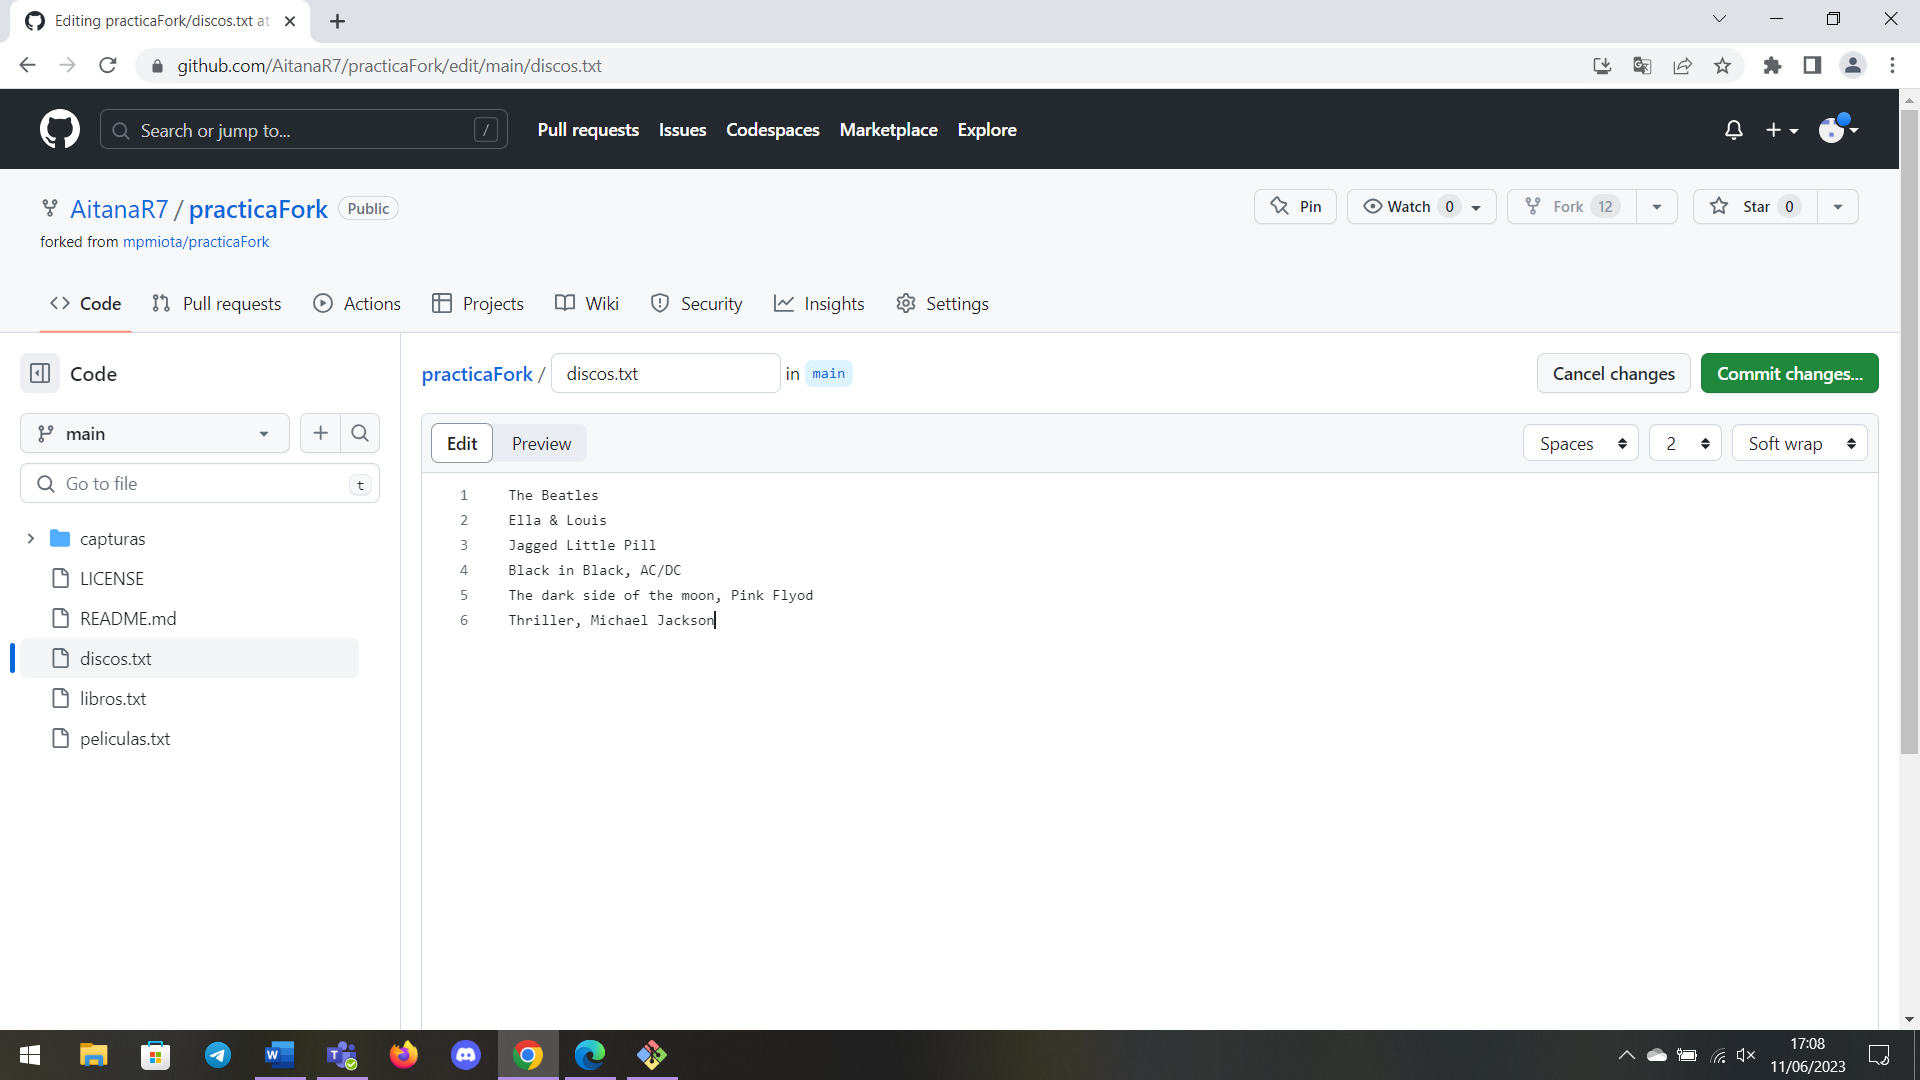 Editing practicaFork/discos.txt at
github.com/AitanaR7/practicaFork/edit/main/discos.txt
Search or jump to... /
Pull requests Issues Codespaces Marketplace Explore
AitanaR7 / practicaFork Public
Pin Watch 0 Fork 12 Star 0
forked from mpmiota/practicaFork
Code Pull requests Actions Projects Wiki Security Insights Settings
Code
main
Go to file t
capturas
LICENSE
README.md
discos.txt
libros.txt
peliculas.txt
practicaFork / discos.txt in main
Cancel changes Commit changes...
Edit Preview
Spaces 2 Soft wrap
1 The Beatles
2 Ella & Louis
3 Jagged Little Pill
4 Black in Black, AC/DC
5 The dark side of the moon, Pink Flyod
6 Thriller, Michael Jackson
17:08
11/06/2023